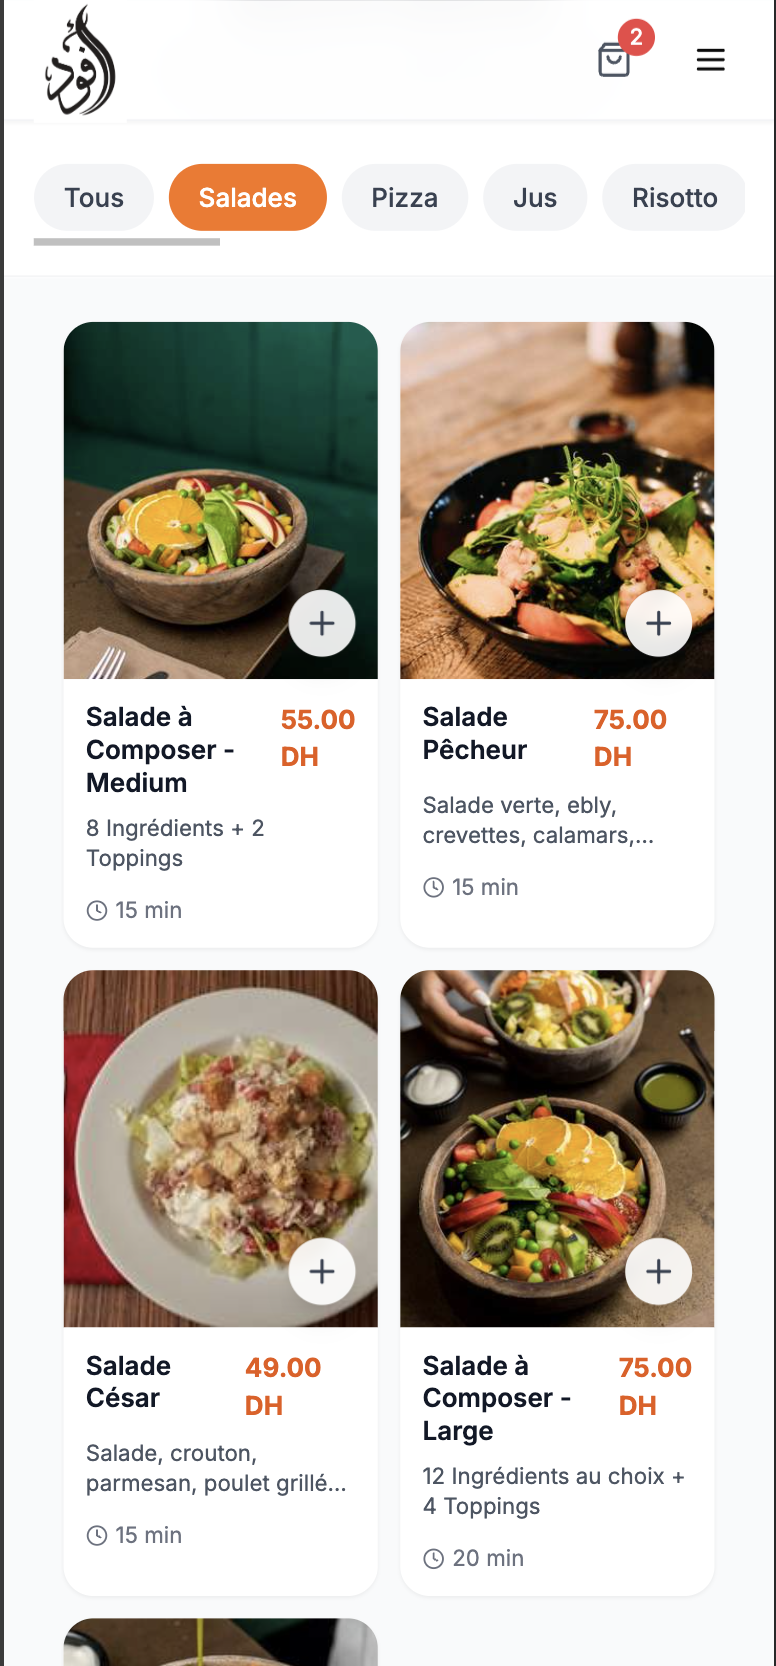 أفود
2
Tous
Salades
Pizza
Jus
Risotto
Salade à
Composer -
Medium
55.00
DH
8 Ingrédients + 2
Toppings
15 min
Salade
Pêcheur
75.00
DH
Salade verte, ebly,
crevettes, calamars,...
15 min
Salade
César
49.00
DH
Salade, crouton,
parmesan, poulet grillé...
15 min
Salade à
Composer -
Large
75.00
DH
12 Ingrédients au choix +
4 Toppings
20 min